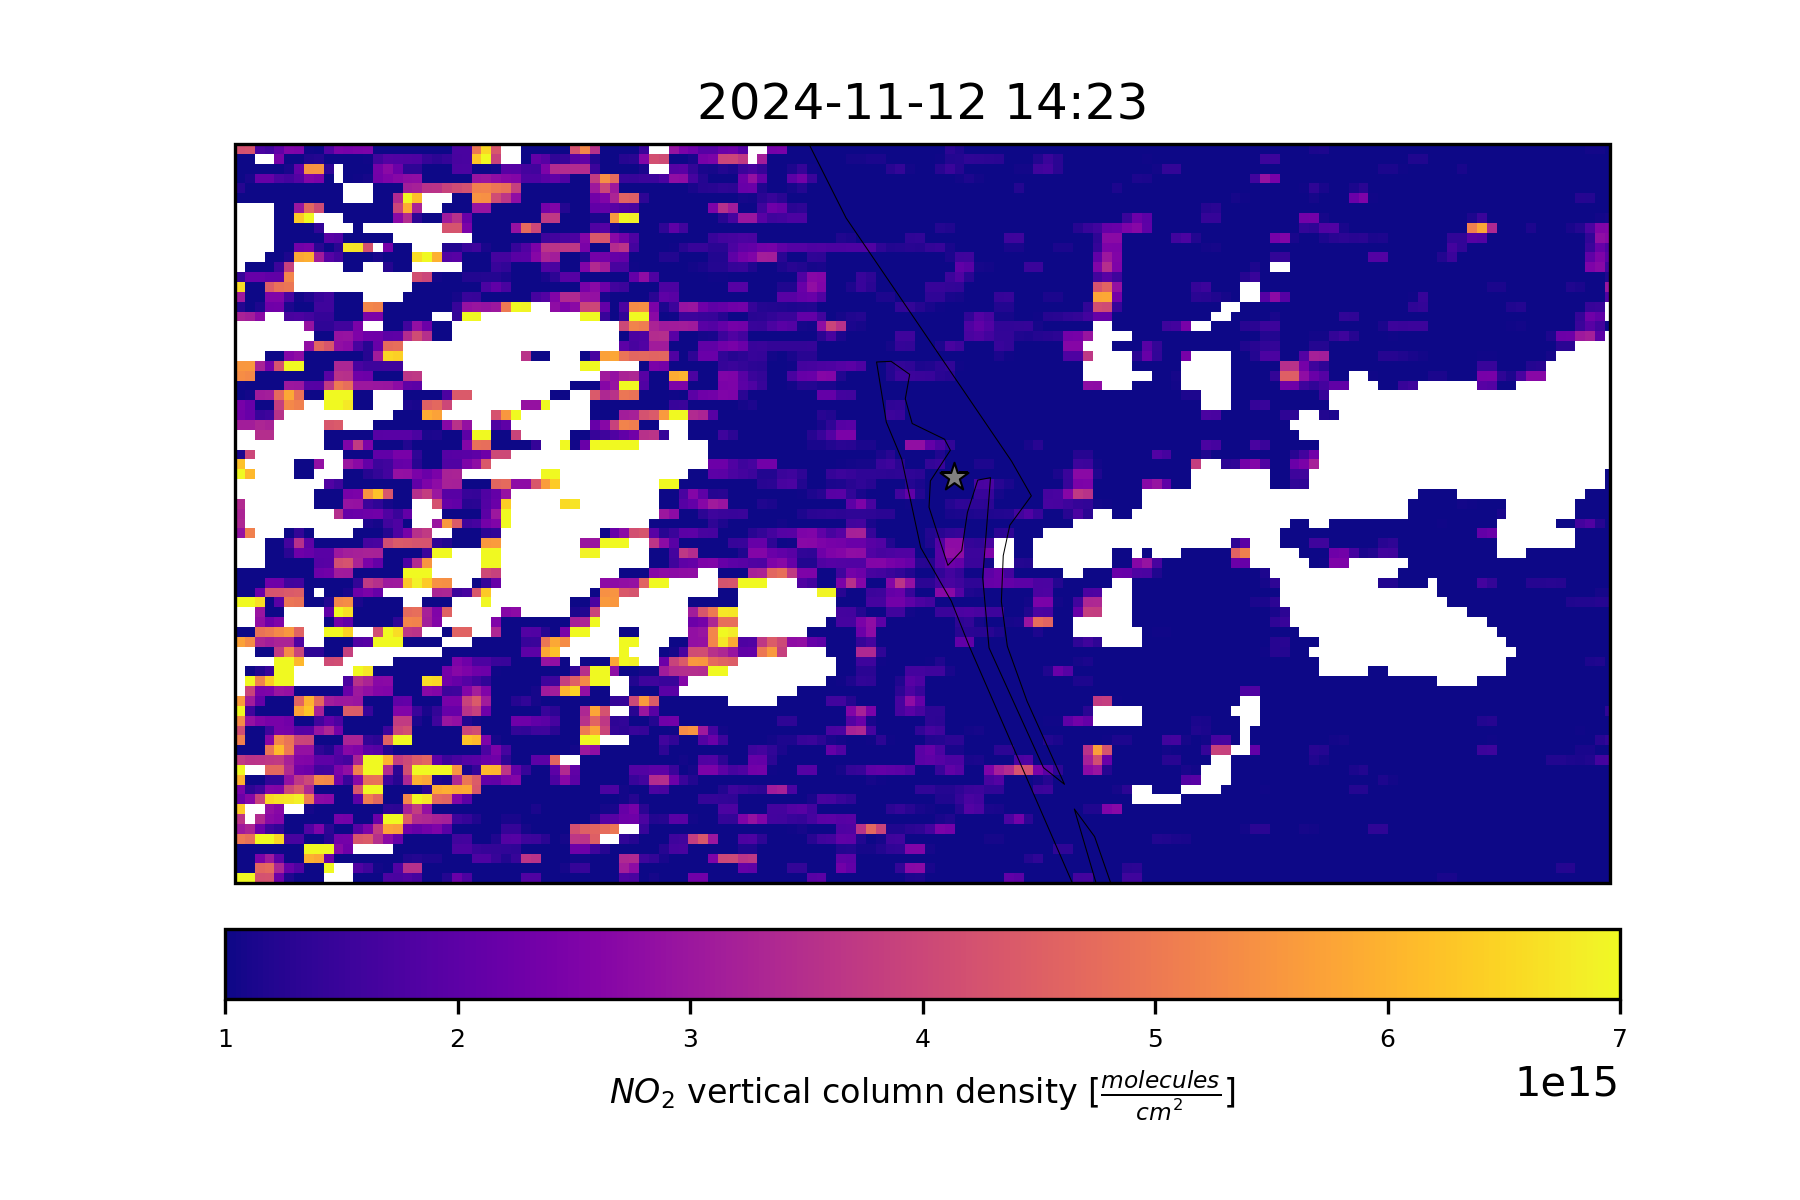 2024-11-12 14:23
1 2 3 4 5 6 7
1e15
NO₂ vertical column density [molecules/cm²]